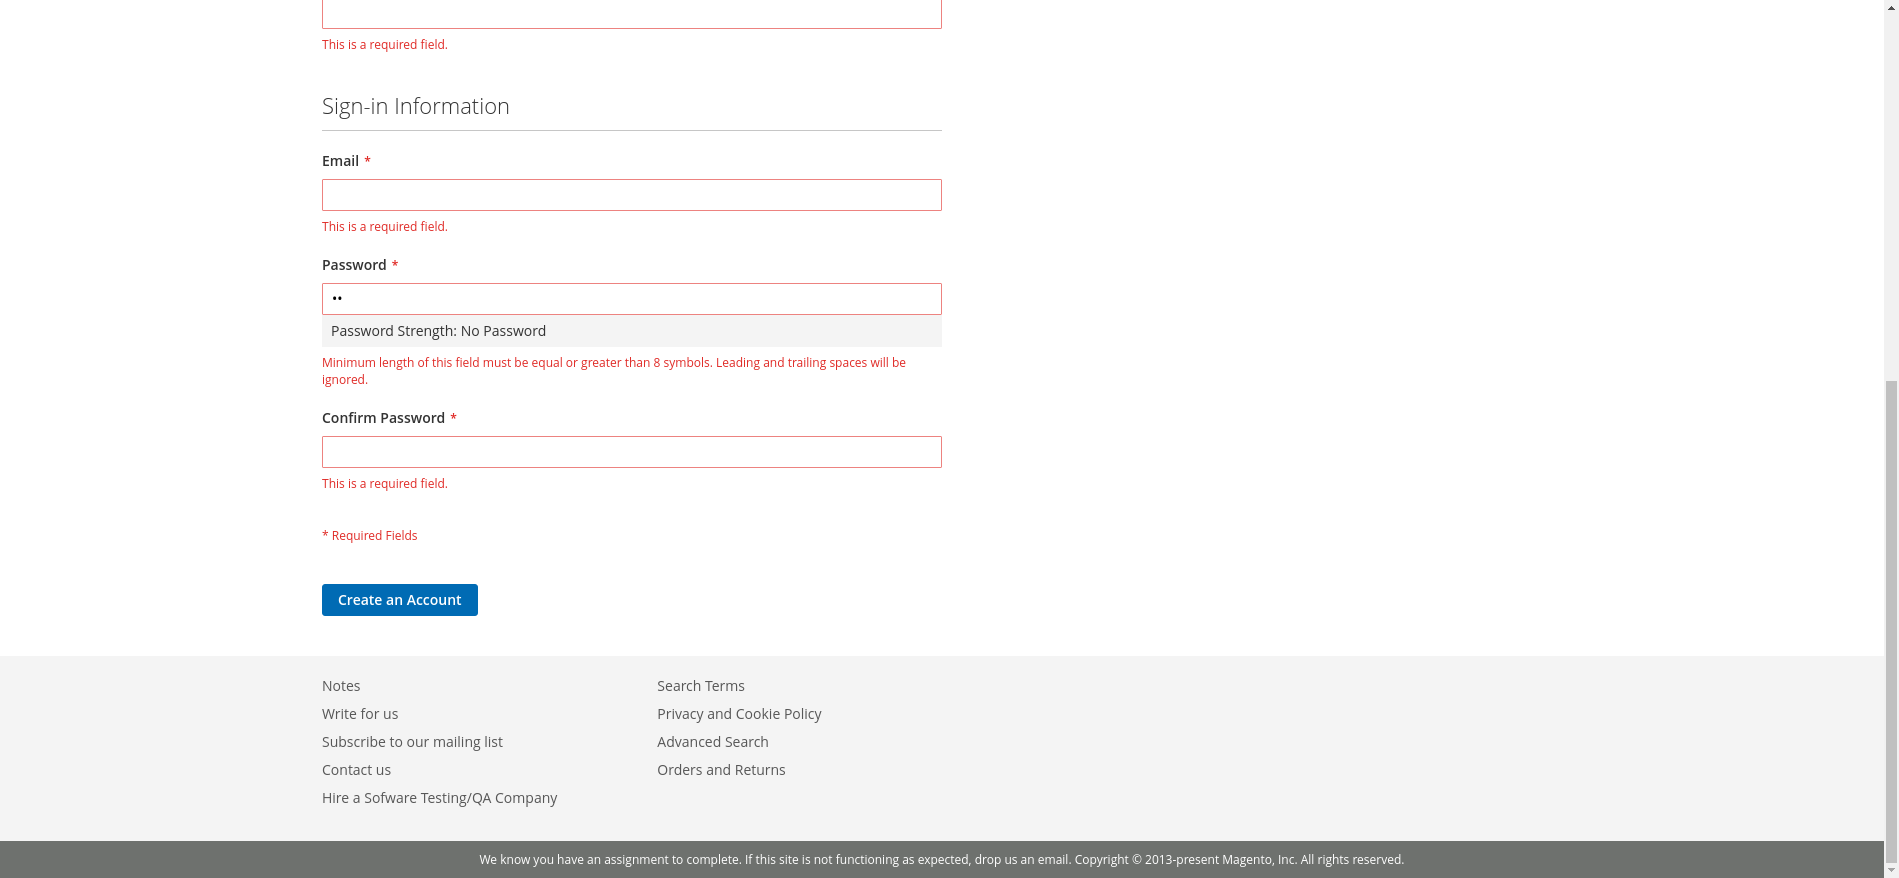 This is a required field.
Sign-in Information
Email *
This is a required field.
Password *
••
Password Strength: No Password
Minimum length of this field must be equal or greater than 8 symbols. Leading and trailing spaces will be
ignored.
Confirm Password *
This is a required field.
* Required Fields
Create an Account
Notes
Write for us
Subscribe to our mailing list
Contact us
Hire a Sofware Testing/QA Company
Search Terms
Privacy and Cookie Policy
Advanced Search
Orders and Returns
We know you have an assignment to complete. If this site is not functioning as expected, drop us an email. Copyright © 2013-present Magento, Inc. All rights reserved.